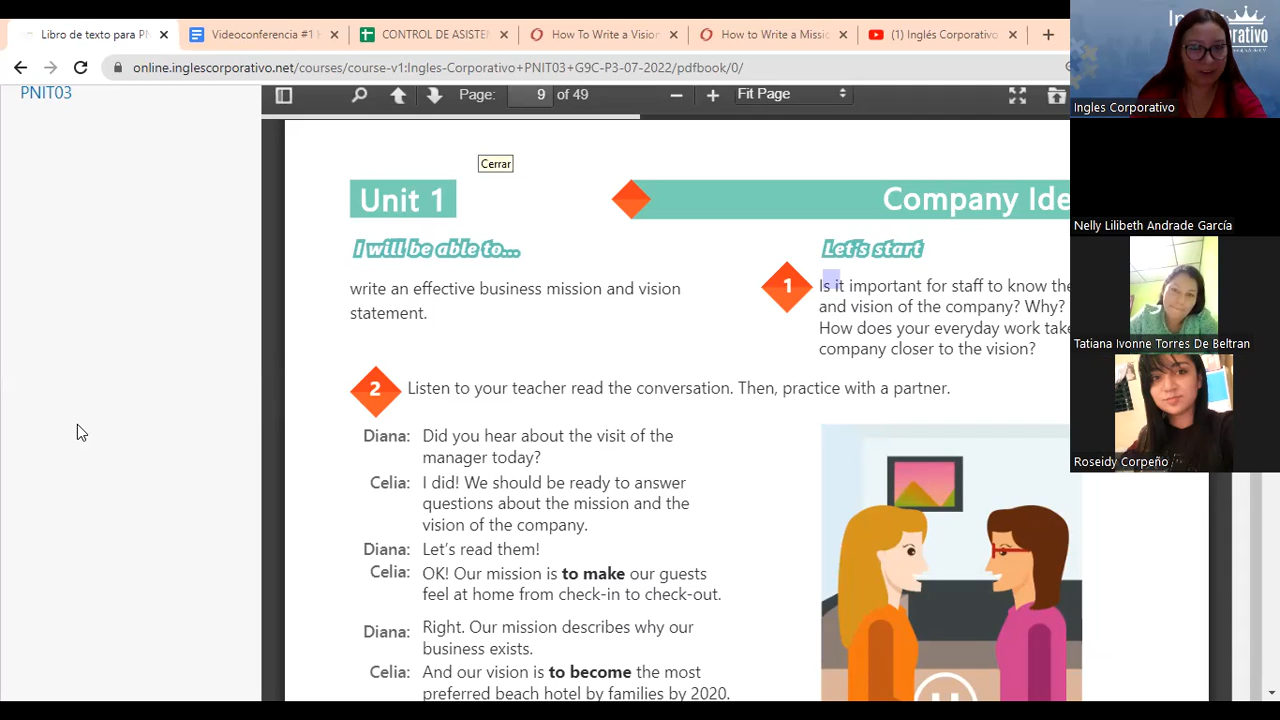 Libro de texto para PN
Videoconferencia #1 I
CONTROL DE ASISTEN
How To Write a Vision
How to Write a Missio
(1) Inglés Corporativo
online.inglescorporativo.net/courses/course-v1:Ingles-Corporativo+PNIT03+G9C-P3-07-2022/pdfbook/0/
PNIT03
Page: 9 of 49
Fit Page
Cerrar
Unit 1
Company Ide
I will be able to...
write an effective business mission and vision
statement.
Let's start
1
Is it important for staff to know the
and vision of the company? Why?
How does your everyday work take
company closer to the vision?
2
Listen to your teacher read the conversation. Then, practice with a partner.
Diana: Did you hear about the visit of the
manager today?
Celia: I did! We should be ready to answer
questions about the mission and the
vision of the company.
Diana: Let's read them!
Celia: OK! Our mission is to make our guests
feel at home from check-in to check-out.
Diana: Right. Our mission describes why our
business exists.
Celia: And our vision is to become the most
preferred beach hotel by families by 2020.
Ingles Corporativo
Nelly Lilibeth Andrade García
Tatiana Ivonne Torres De Beltran
Roseidy Corpeño